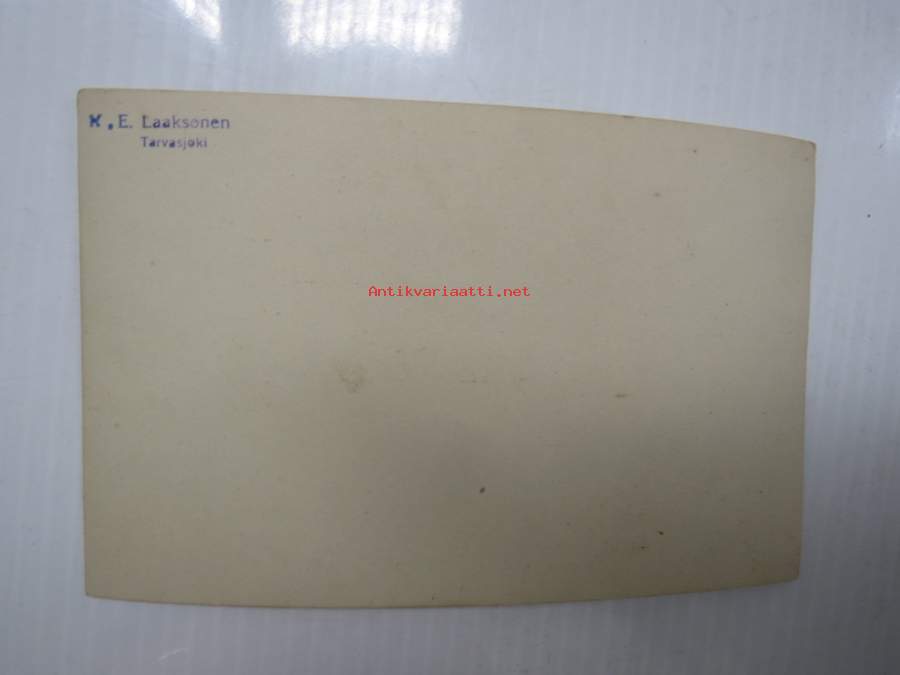 K. E. Laaksonen
Tarvasjoki
Antikvariaatti.net